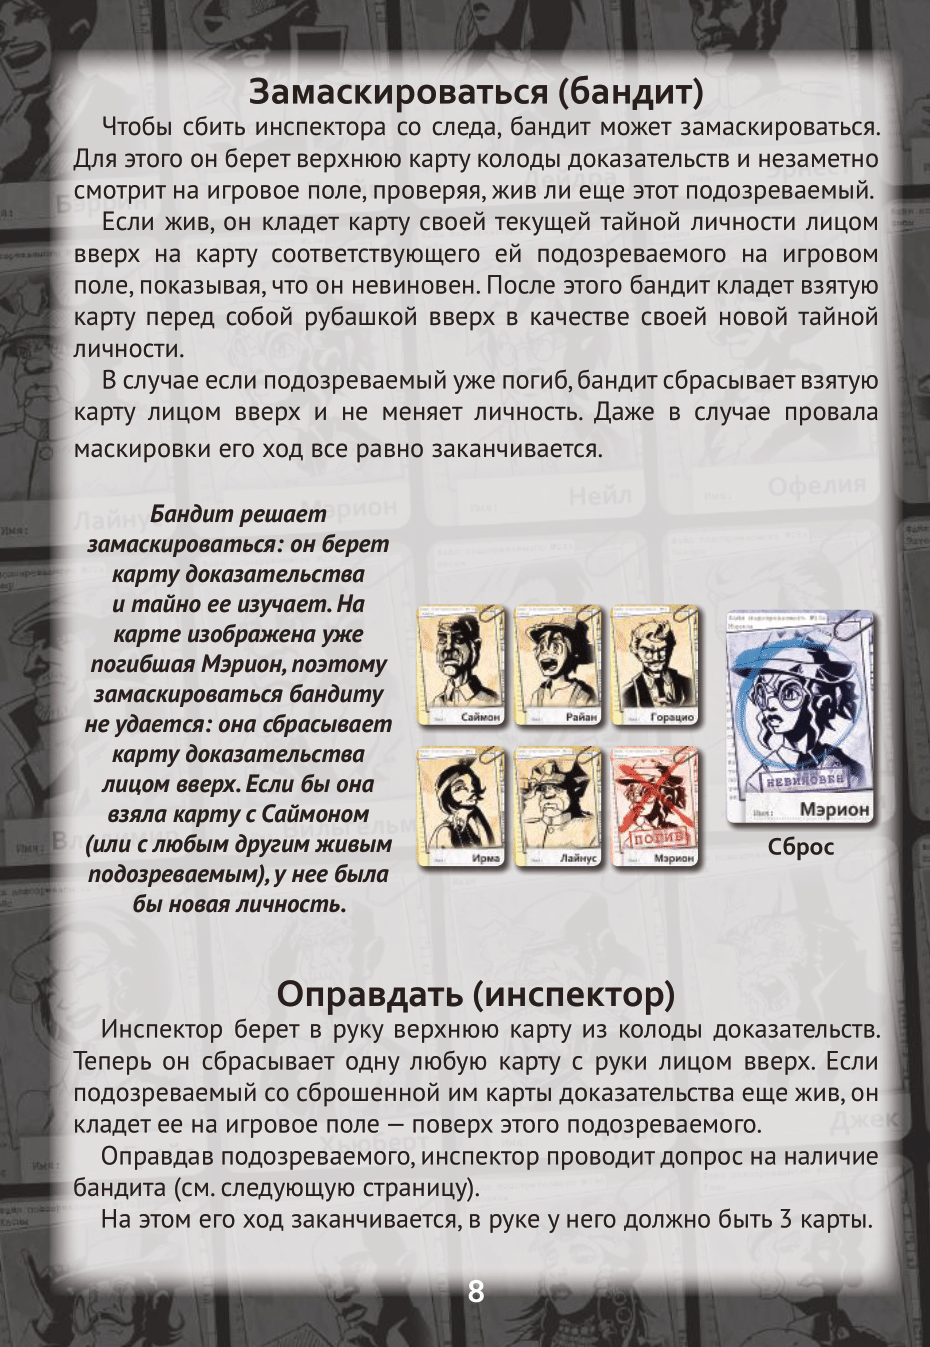 Замаскироваться (бандит)
Чтобы сбить инспектора со следа, бандит может замаскироваться.
Для этого он берет верхнюю карту колоды доказательств и незаметно
смотрит на игровое поле, проверяя, жив ли еще этот подозреваемый.
Если жив, он кладет карту своей текущей тайной личности лицом
вверх на карту соответствующего ей подозреваемого на игровом
поле, показывая, что он невиновен. После этого бандит кладет взятую
карту перед собой рубашкой вверх в качестве своей новой тайной
личности.
В случае если подозреваемый уже погиб, бандит сбрасывает взятую
карту лицом вверх и не меняет личность. Даже в случае провала
маскировки его ход все равно заканчивается.
Бандит решает
замаскироваться: он берет
карту доказательства
и тайно ее изучает. На
карте изображена уже
погибшая Мэрион, поэтому
замаскироваться бандиту
не удается: она сбрасывает
карту доказательства
лицом вверх. Если бы она
взяла карту с Саймоном
(или с любым другим живым
подозреваемым), у нее была
бы новая личность.
Саймон
Райан
Горацио
Ирма
Лайнус
ПОГИБ
Мэрион
НЕВИНОВЕН
Имя:
Мэрион
Сброс
Оправдать (инспектор)
Инспектор берет в руку верхнюю карту из колоды доказательств.
Теперь он сбрасывает одну любую карту с руки лицом вверх. Если
подозреваемый со сброшенной им карты доказательства еще жив, он
кладет ее на игровое поле — поверх этого подозреваемого.
Оправдав подозреваемого, инспектор проводит допрос на наличие
бандита (см. следующую страницу).
На этом его ход заканчивается, в руке у него должно быть 3 карты.
8